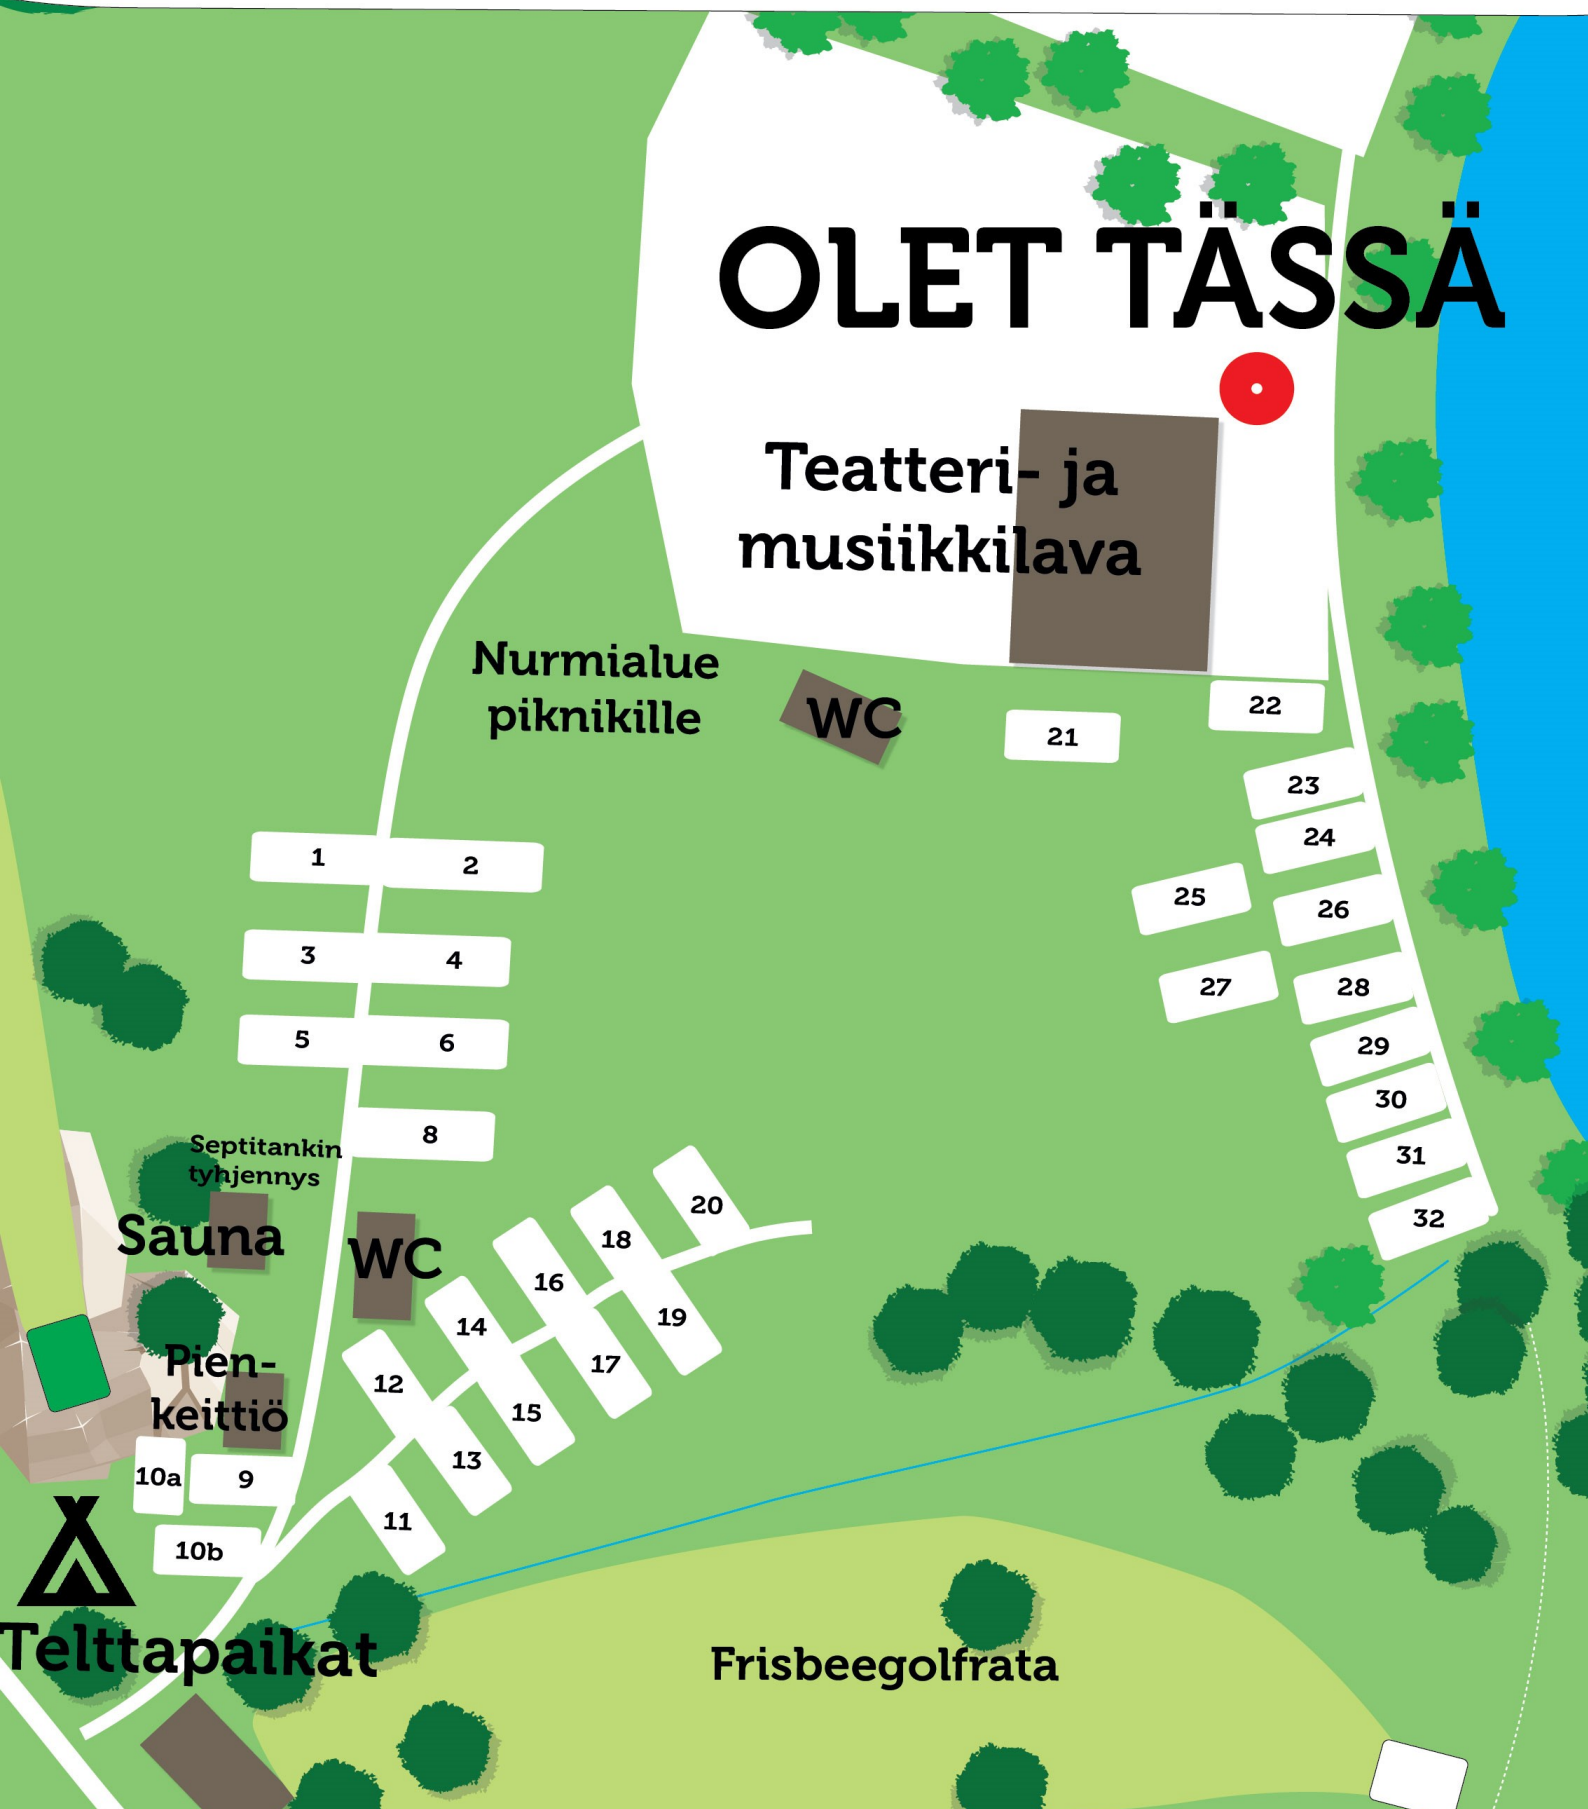 OLET TÄSSÄ
Teatteri- ja
musiikkilava
Nurmialue
piknikille
WC
21
22
23
24
25
26
27
28
29
30
31
32
1
2
3
4
5
6
8
Septitankin
tyhjennys
Sauna
WC
20
18
16
19
14
17
12
15
13
11
Pien-
keittiö
10a
9
10b
Telttapaikat
Frisbeegolfrata